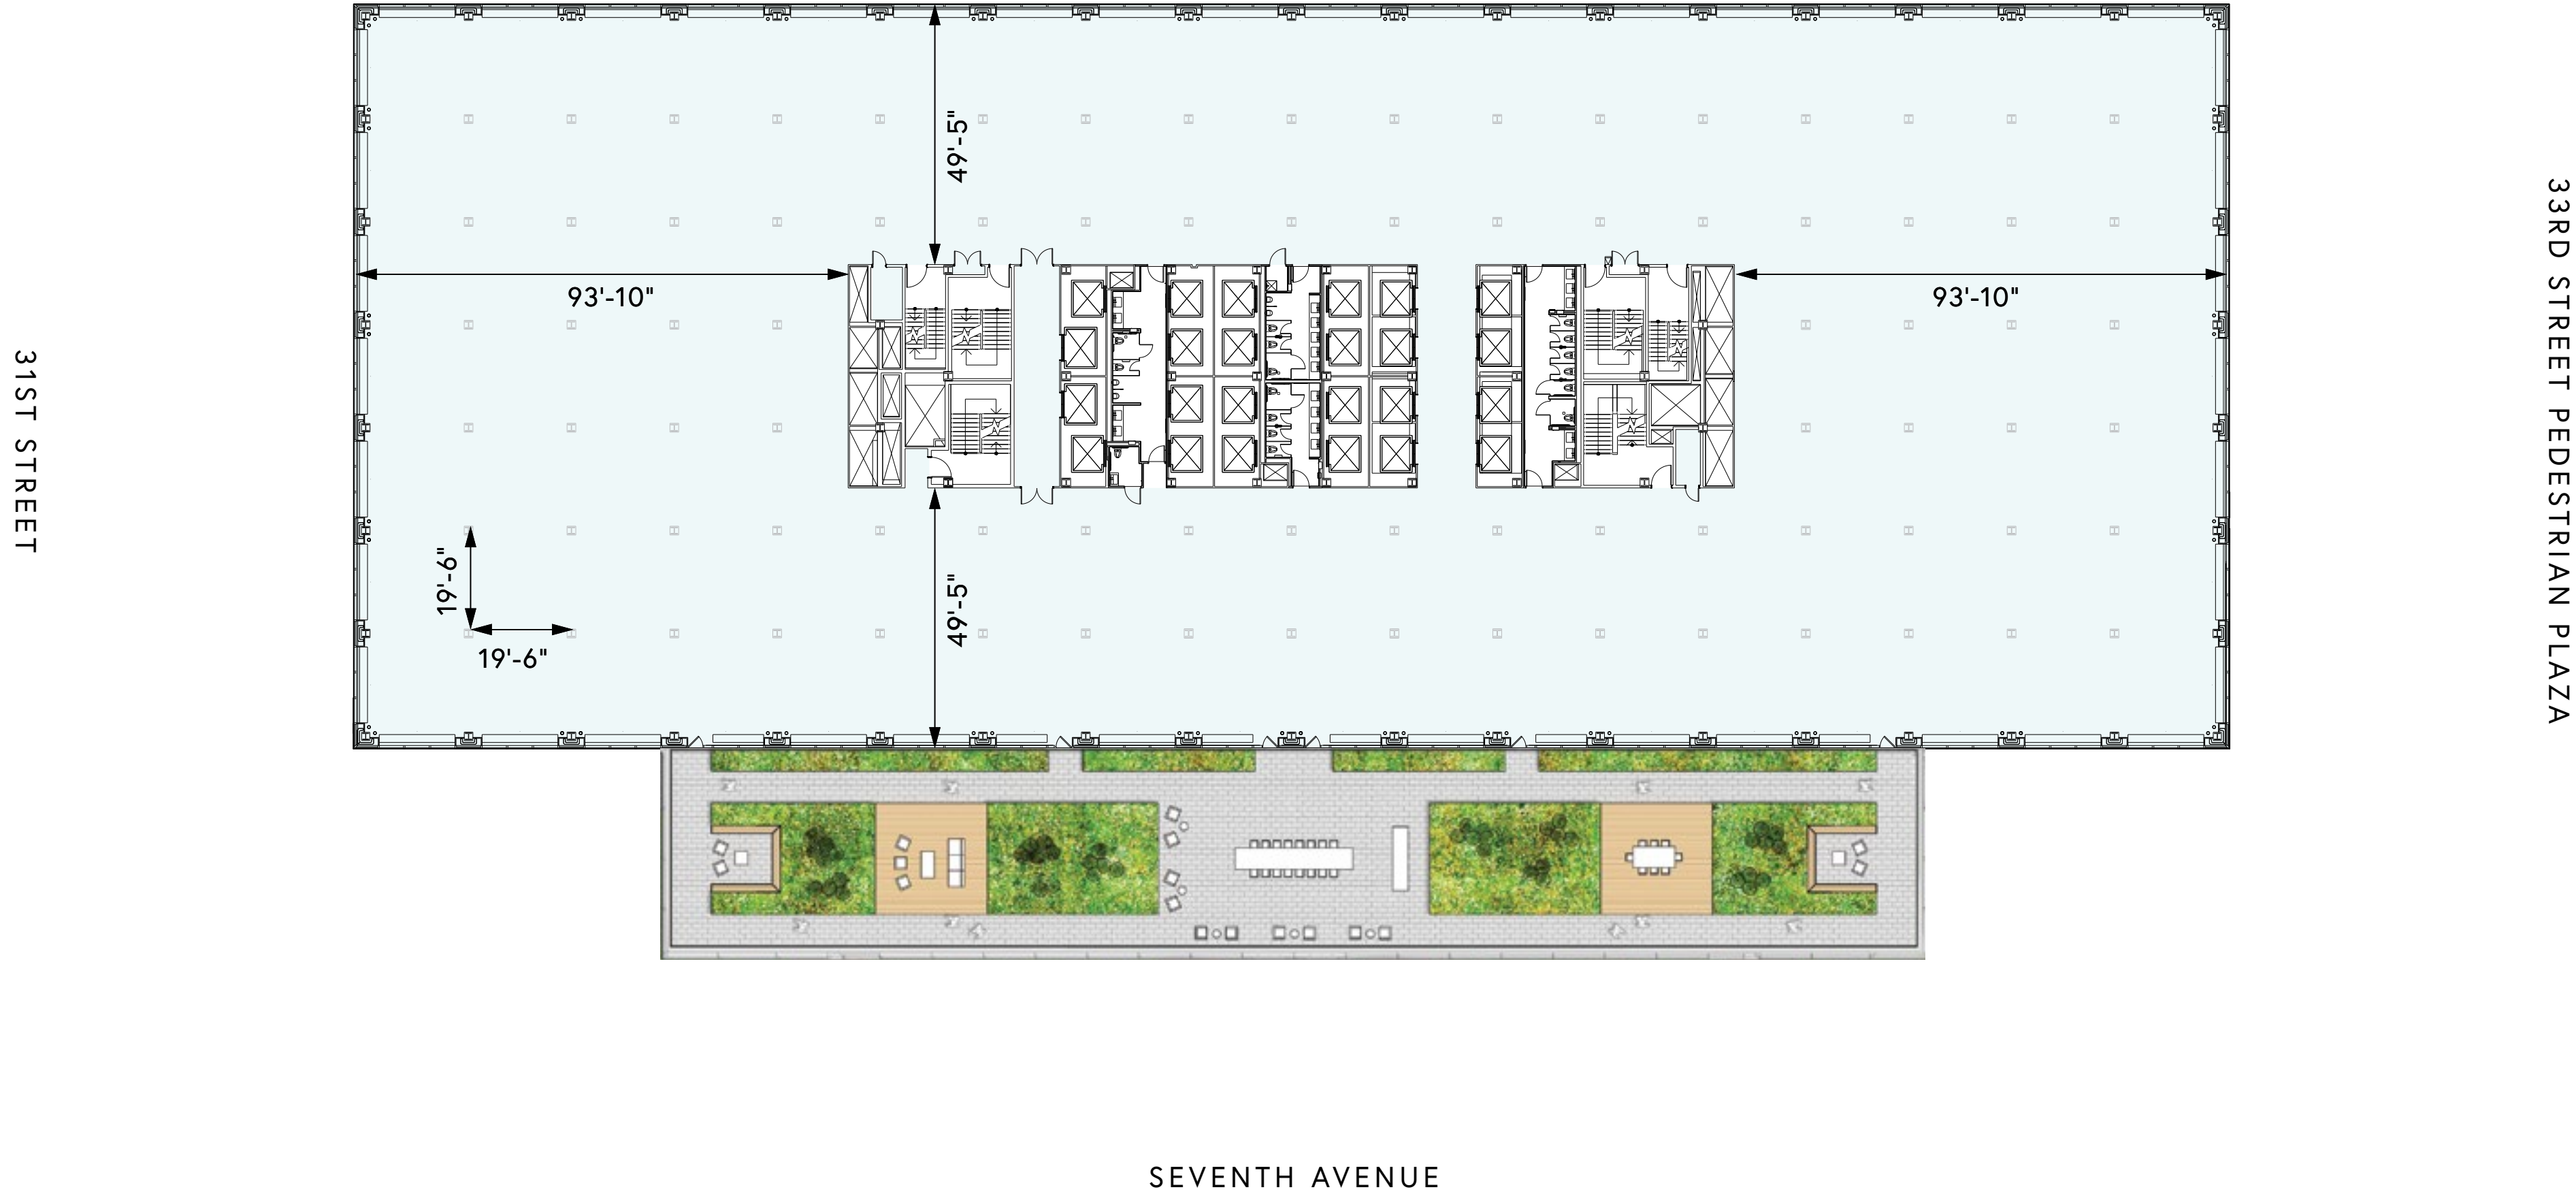 49'-5"
93'-10"
93'-10"
31ST STREET
33RD STREET PEDESTRIAN PLAZA
19'-6"
49'-5"
19'-6"
SEVENTH AVENUE